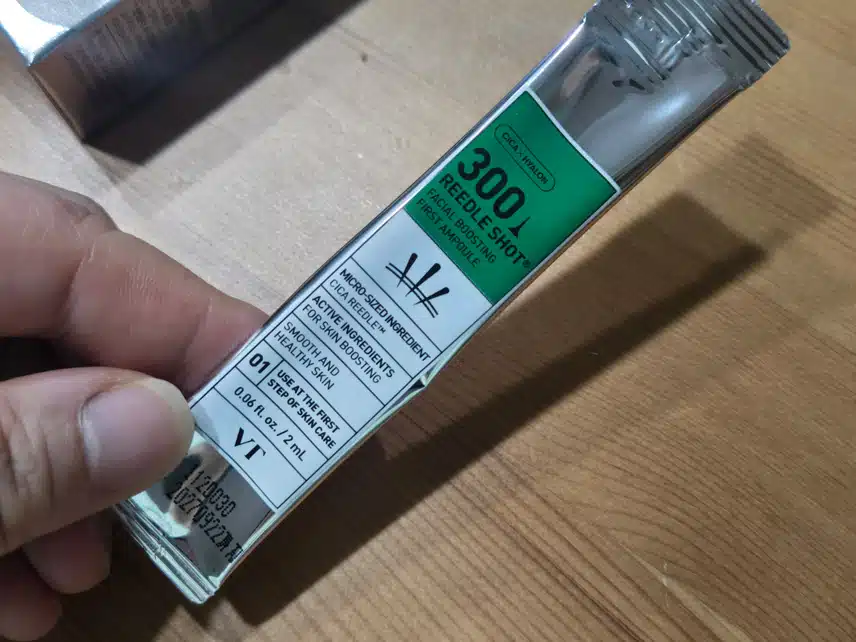 CICA × HYALON
300
REEDLE SHOT®
FACIAL BOOSTING
FIRST AMPOULE
MICRO-SIZED INGREDIENT
CICA REEDLE™
ACTIVE INGREDIENTS
FOR SKIN BOOSTING
SMOOTH AND
HEALTHY SKIN
01
USE AT THE FIRST
STEP OF SKIN CARE
0.06 fl. oz. / 2 mL
VT